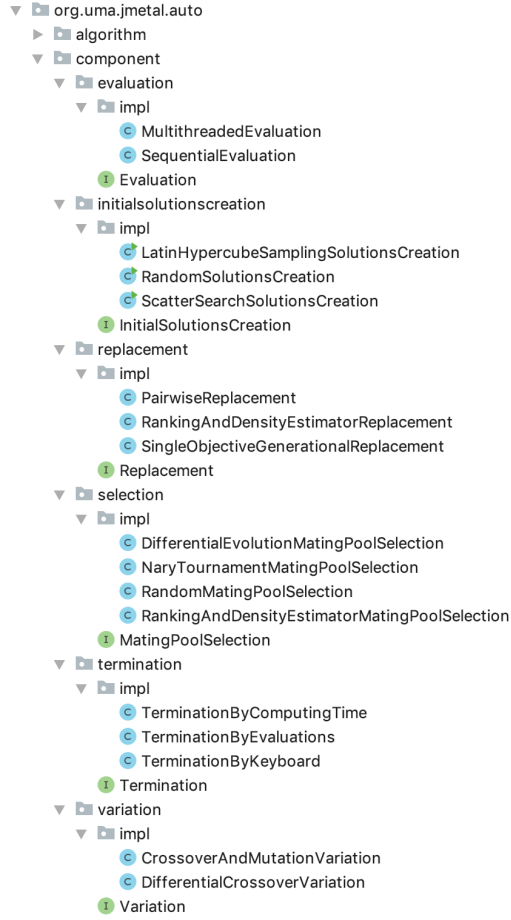 org.uma.jmetal.auto
algorithm
component
evaluation
impl
C MultithreadedEvaluation
C SequentialEvaluation
I Evaluation
initialsolutionscreation
impl
C LatinHypercubeSamplingSolutionsCreation
C RandomSolutionsCreation
C ScatterSearchSolutionsCreation
I InitialSolutionsCreation
replacement
impl
C PairwiseReplacement
C RankingAndDensityEstimatorReplacement
C SingleObjectiveGenerationalReplacement
I Replacement
selection
impl
C DifferentialEvolutionMatingPoolSelection
C NaryTournamentMatingPoolSelection
C RandomMatingPoolSelection
C RankingAndDensityEstimatorMatingPoolSelection
I MatingPoolSelection
termination
impl
C TerminationByComputingTime
C TerminationByEvaluations
C TerminationByKeyboard
I Termination
variation
impl
C CrossoverAndMutationVariation
C DifferentialCrossoverVariation
I Variation